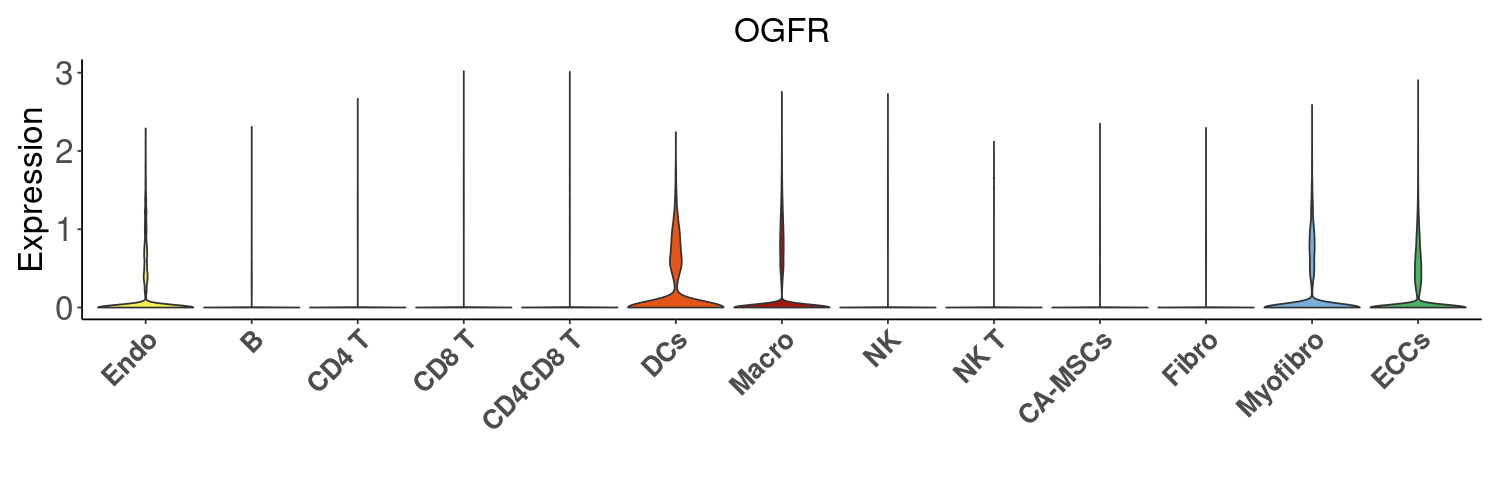 OGFR
Expression
3
2
1
0
Endo
B
CD4 T
CD8 T
CD4CD8 T
DCs
Macro
NK
NK T
CA-MSCs
Fibro
Myofibro
ECCs